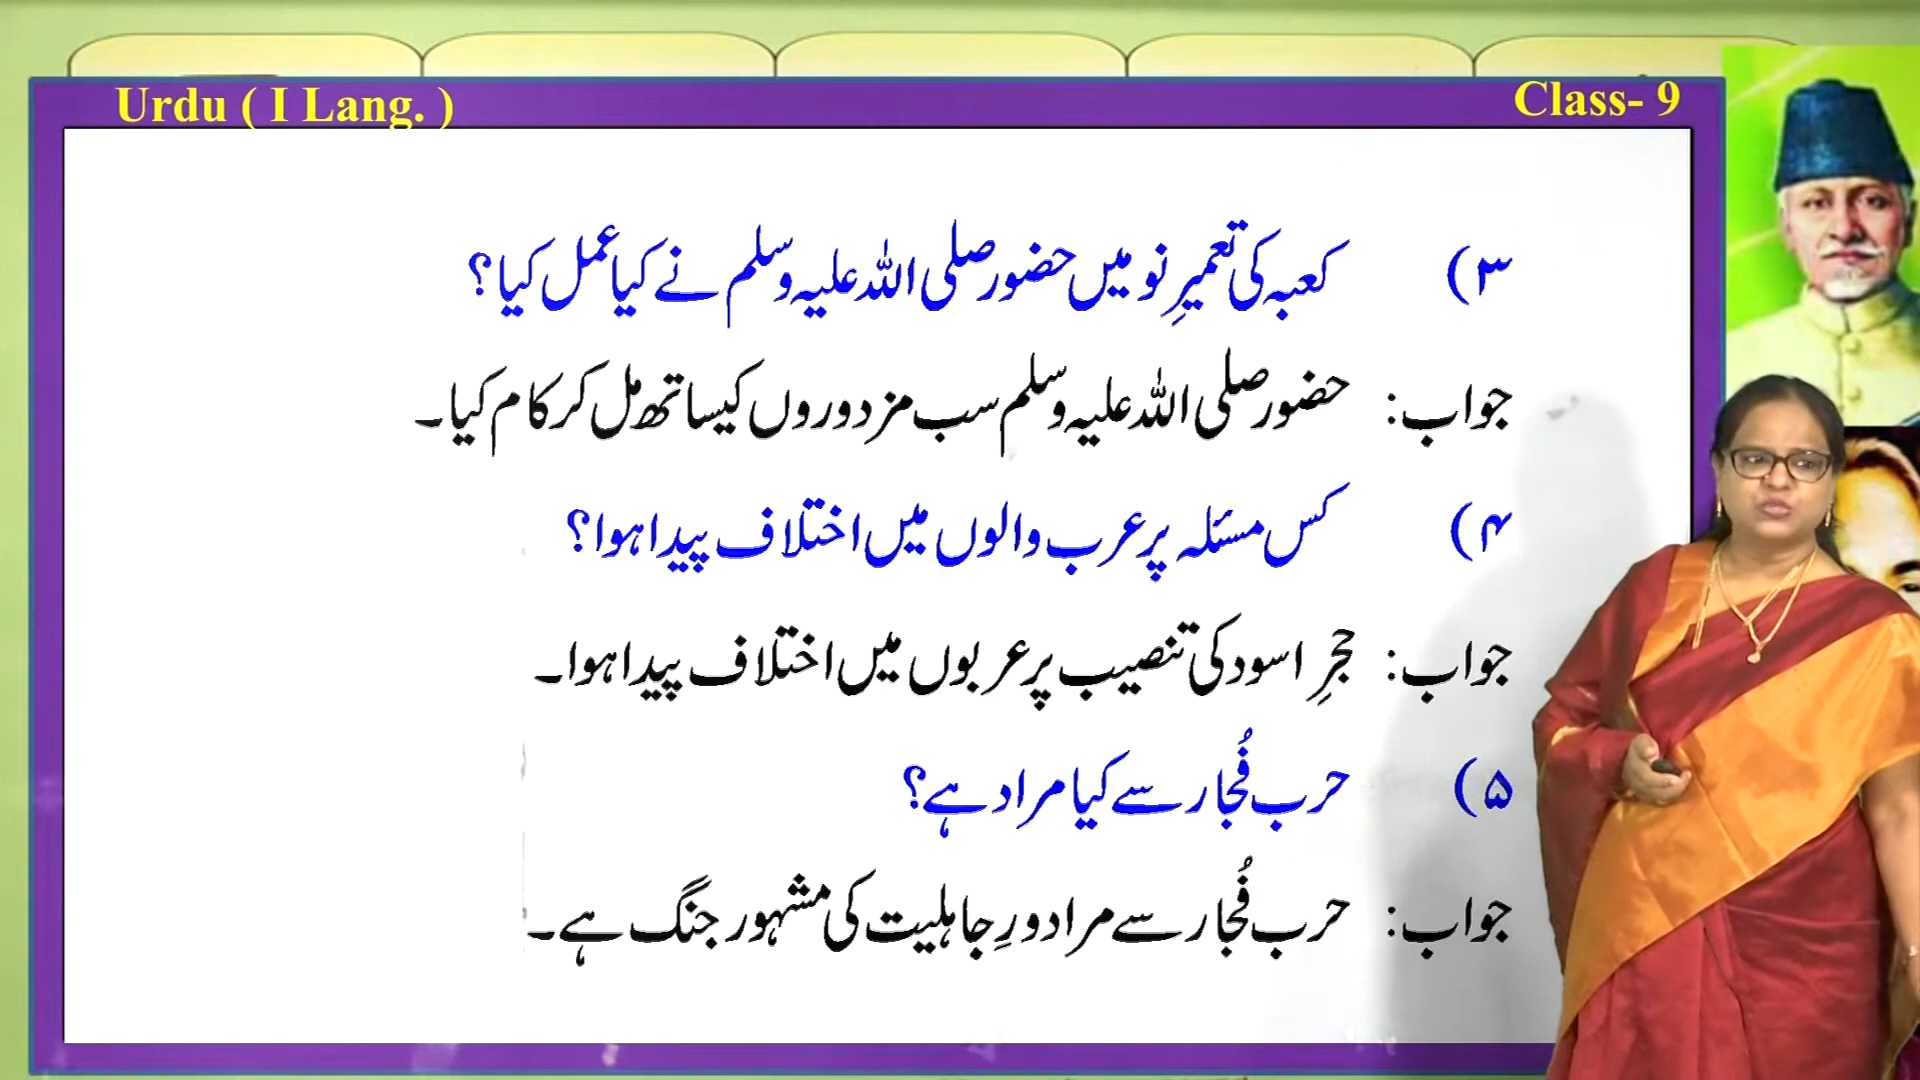 Urdu ( I Lang. )
Class- 9
۳) کعبہ کی تعمیرِ نو میں حضور صلی اللہ علیہ وسلم نے کیا عمل کیا؟
جواب: حضور صلی اللہ علیہ وسلم سب مزدوروں کیساتھ مل کر کام کیا۔
۴) کس مسئلہ پر عرب والوں میں اختلاف پیدا ہوا؟
جواب: حجرِ اسود کی تنصیب پر عربوں میں اختلاف پیدا ہوا۔
۵) حرب فُجار سے کیا مراد ہے؟
جواب: حرب فُجار سے مراد دورِ جاہلیت کی مشہور جنگ ہے۔